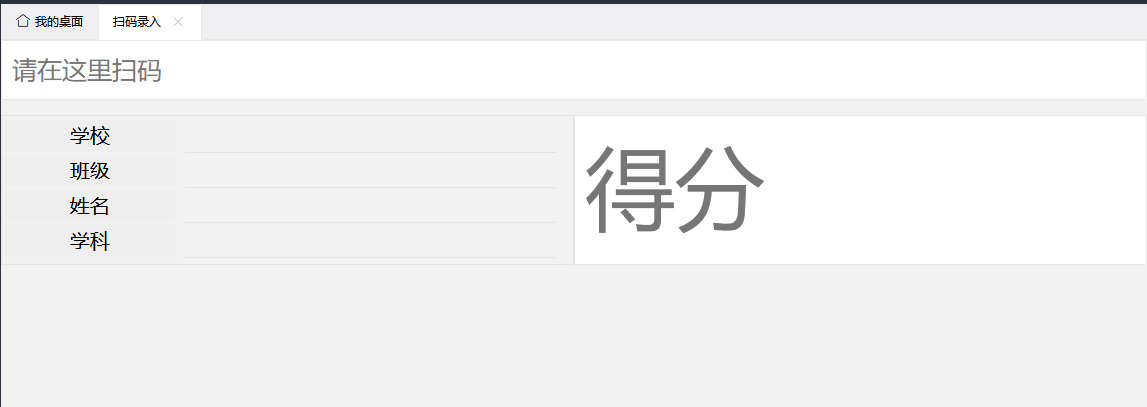 我的桌面 扫码录入
请在这里扫码
学校
班级
姓名
学科
得分